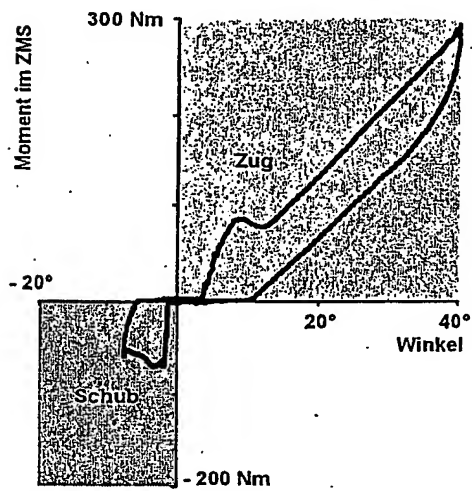 300 Nm
Moment im ZMS
Zug
- 20°
20°
40°
Winkel
Schub
- 200 Nm